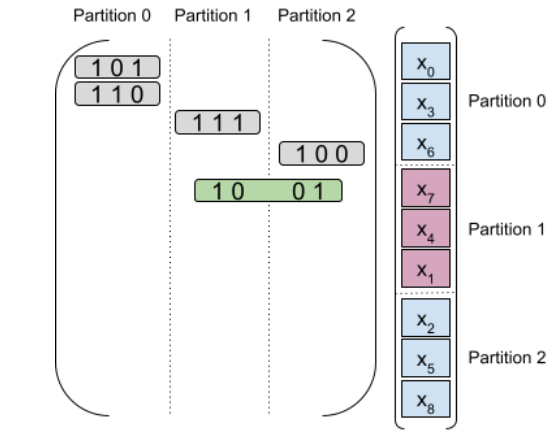 Partition 0 Partition 1 Partition 2
1 0 1
1 1 0
1 1 1
1 0 0
1 0 0 1
x0
x3
x6
Partition 0
x7
x4
x1
Partition 1
x2
x5
x8
Partition 2